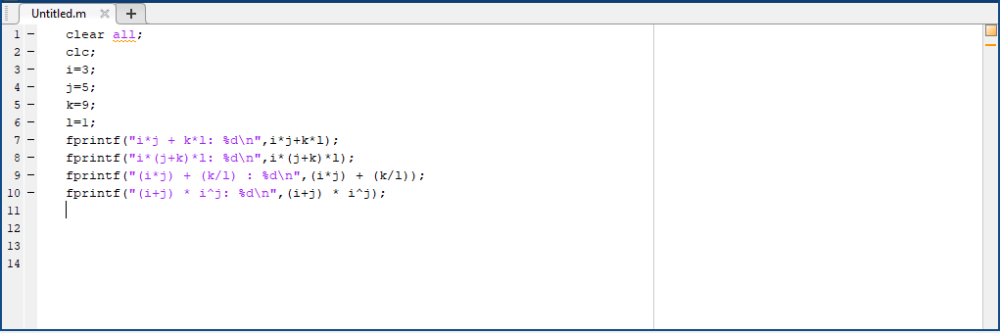 Untitled.m × +
1 – clear all;
2 – clc;
3 – i=3;
4 – j=5;
5 – k=9;
6 – l=1;
7 – fprintf("i*j + k*l: %d\n",i*j+k*l);
8 – fprintf("i*(j+k)*l: %d\n",i*(j+k)*l);
9 – fprintf("(i*j) + (k/l) : %d\n",(i*j) + (k/l));
10 – fprintf("(i+j) * i^j: %d\n",(i+j) * i^j);
11
12
13
14